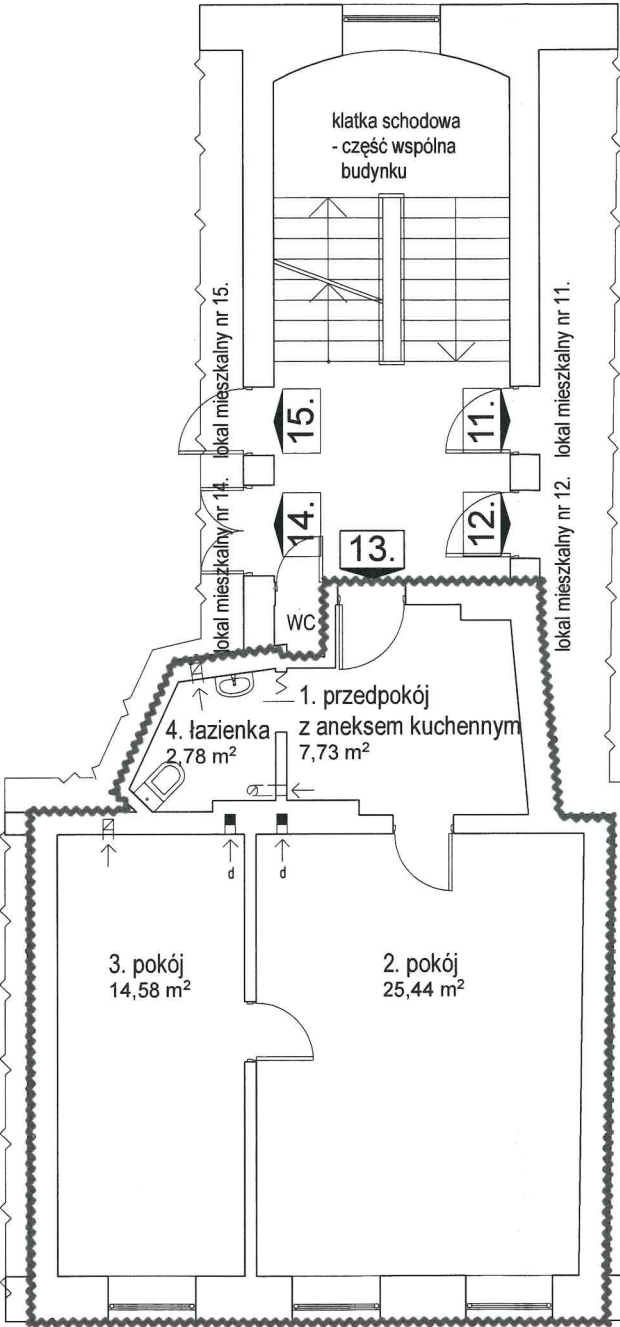 klatka schodowa
- część wspólna
budynku
lokal mieszkalny nr 15.
lokal mieszkalny nr 11.
15.
11.
lokal mieszkalny nr 14.
lokal mieszkalny nr 12.
14.
12.
13.
WC
1. przedpokój
z aneksem kuchennym
7,73 m²
4. łazienka
2,78 m²
d
d
3. pokój
14,58 m²
2. pokój
25,44 m²